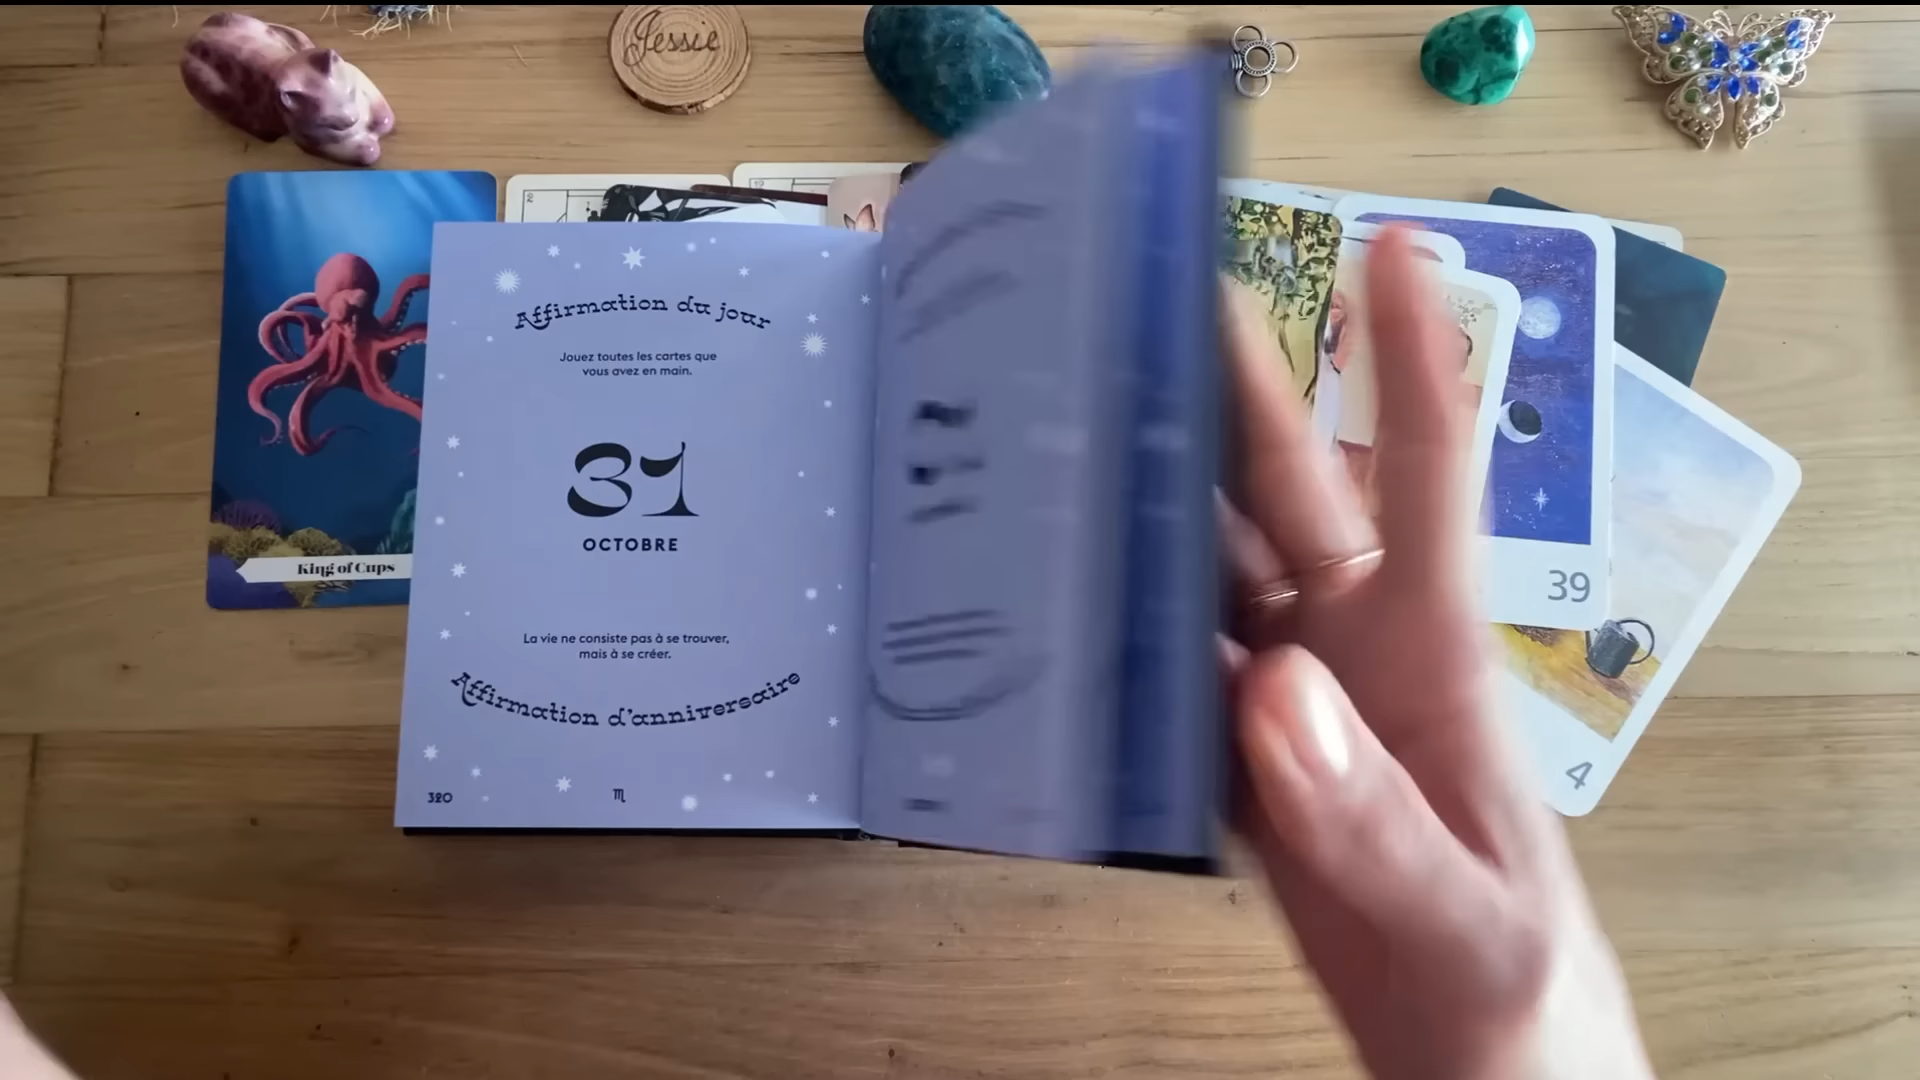 Jessie
Affirmation du jour
Jouez toutes les cartes que
vous avez en main.
31
OCTOBRE
La vie ne consiste pas à se trouver,
mais à se créer.
Affirmation d'anniversaire
320
♏
King of Cups
39
4